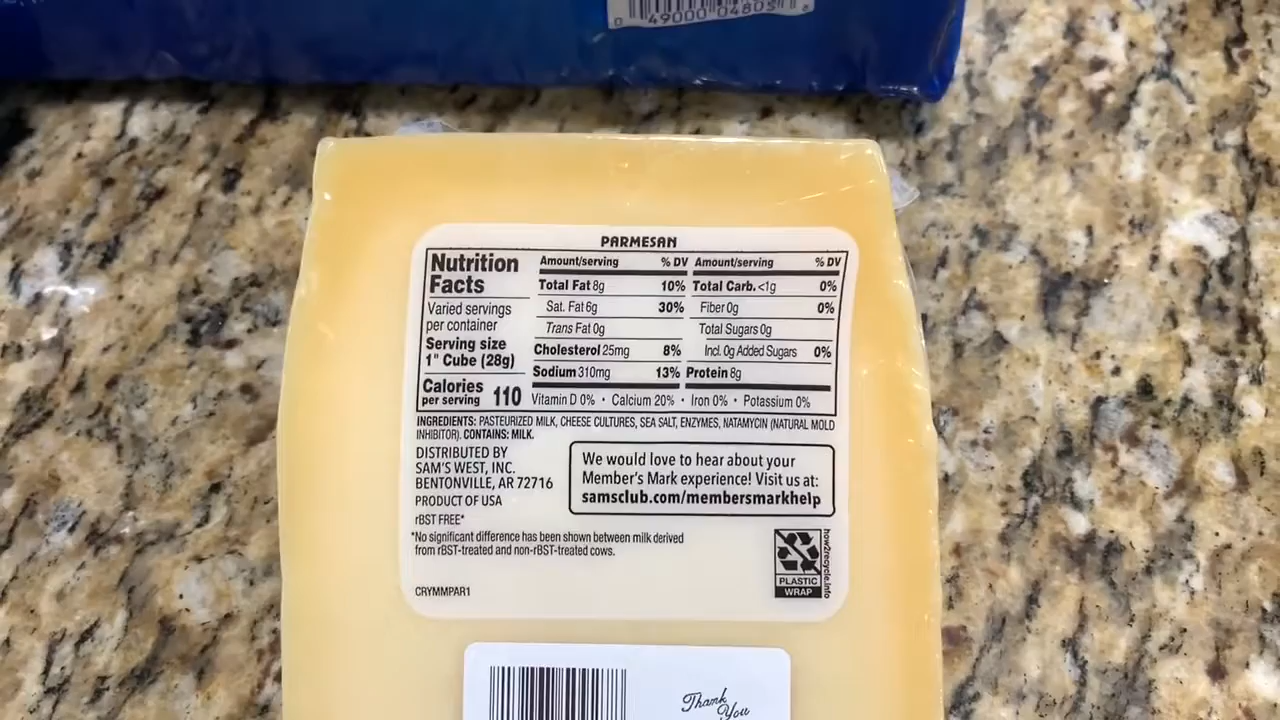 0 49000 04805 8
PARMESAN
Nutrition
Facts
Varied servings
per container
Serving size
1" Cube (28g)
Calories
per serving 110
Amount/serving % DV
Total Fat 8g 10%
Sat. Fat 6g 30%
Trans Fat 0g
Cholesterol 25mg 8%
Sodium 310mg 13%
Amount/serving % DV
Total Carb. <1g 0%
Fiber 0g 0%
Total Sugars 0g
Incl. 0g Added Sugars 0%
Protein 8g
Vitamin D 0% • Calcium 20% • Iron 0% • Potassium 0%
INGREDIENTS: PASTEURIZED MILK, CHEESE CULTURES, SEA SALT, ENZYMES, NATAMYCIN (NATURAL MOLD
INHIBITOR). CONTAINS: MILK.
DISTRIBUTED BY
SAM'S WEST, INC.
BENTONVILLE, AR 72716
PRODUCT OF USA
rBST FREE*
*No significant difference has been shown between milk derived
from rBST-treated and non-rBST-treated cows.
We would love to hear about your
Member's Mark experience! Visit us at:
samsclub.com/membersmarkhelp
PLASTIC
WRAP
how2recycle.info
CRYMMPAR1
Thank
You